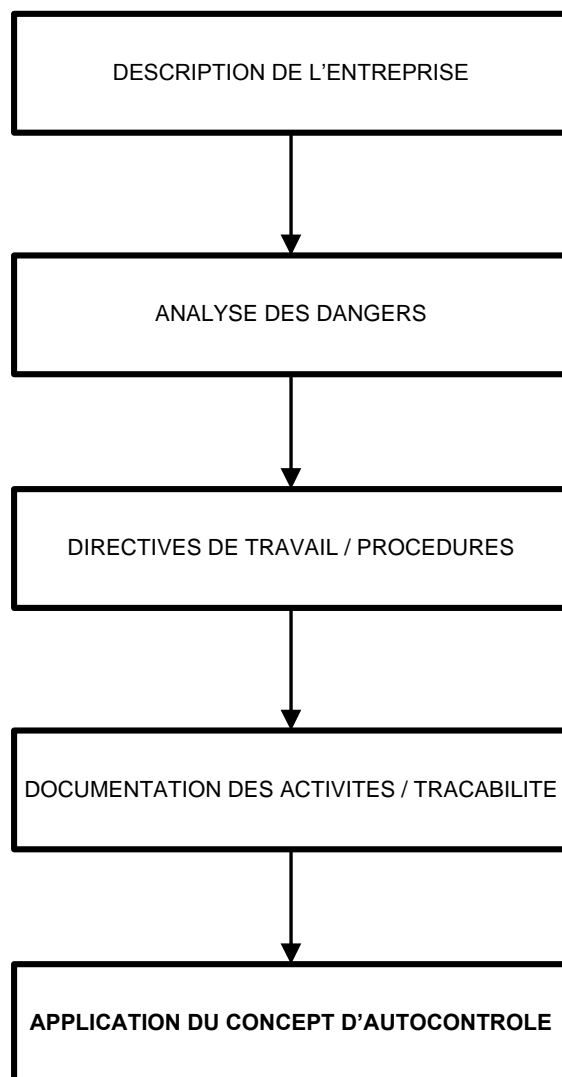 DESCRIPTION DE L’ENTREPRISE
ANALYSE DES DANGERS
DIRECTIVES DE TRAVAIL / PROCEDURES
DOCUMENTATION DES ACTIVITES / TRACABILITE
APPLICATION DU CONCEPT D’AUTOCONTROLE